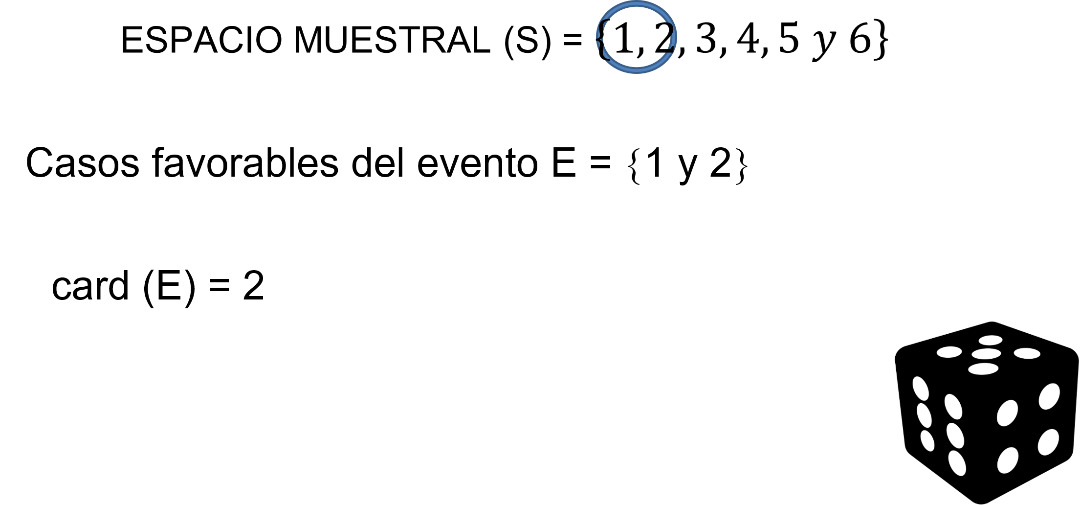 ESPACIO MUESTRAL (S) = {1, 2, 3, 4, 5 y 6}
Casos favorables del evento E = {1 y 2}
card (E) = 2